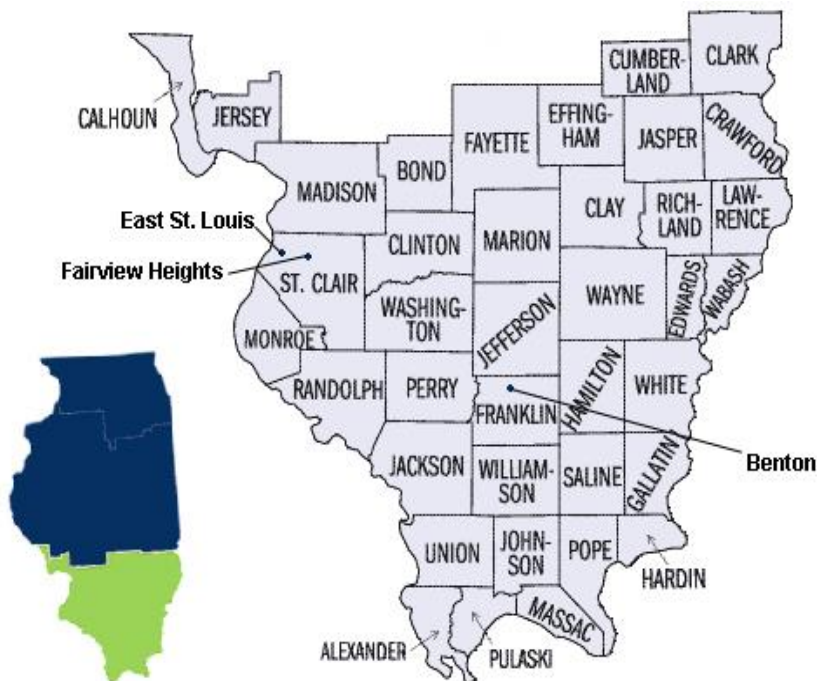 CLARK
CUMBER-
LAND
CALHOUN
JERSEY
EFFING-
HAM
JASPER
CRAWFORD
FAYETTE
BOND
MADISON
CLAY
RICH-
LAND
LAW-
RENCE
East St. Louis
CLINTON
MARION
Fairview Heights
ST. CLAIR
WAYNE
EDWARDS
WABASH
WASHING-
TON
JEFFERSON
MONROE
RANDOLPH
PERRY
HAMILTON
WHITE
FRANKLIN
Benton
JACKSON
WILLIAM-
SON
SALINE
GALLATIN
UNION
JOHN-
SON
POPE
HARDIN
MASSAC
ALEXANDER
PULASKI